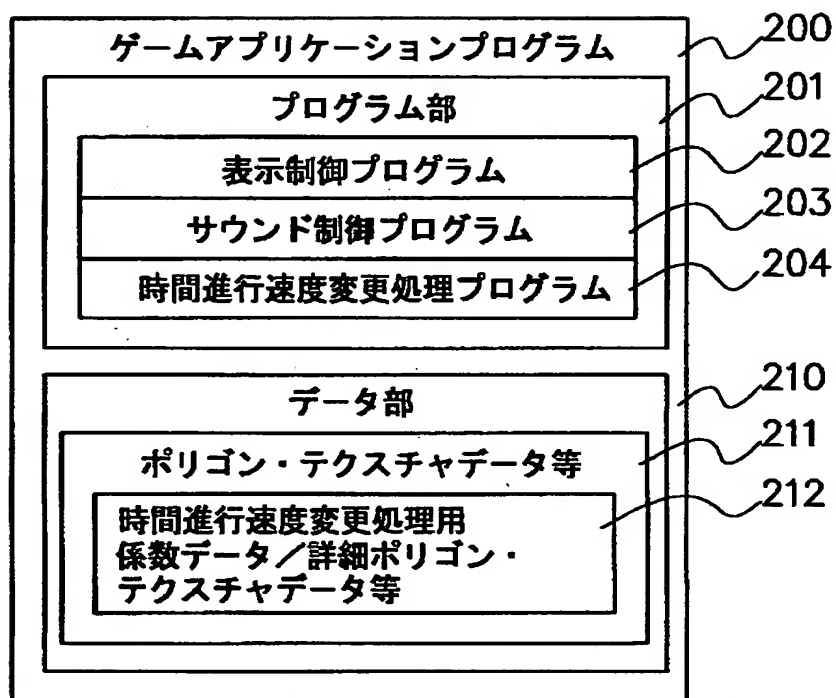 ゲームアプリケーションプログラム
200
プログラム部
201
表示制御プログラム
202
サウンド制御プログラム
203
時間進行速度変更処理プログラム
204
データ部
210
ポリゴン・テクスチャデータ等
211
時間進行速度変更処理用
212
係数データ／詳細ポリゴン・
テクスチャデータ等